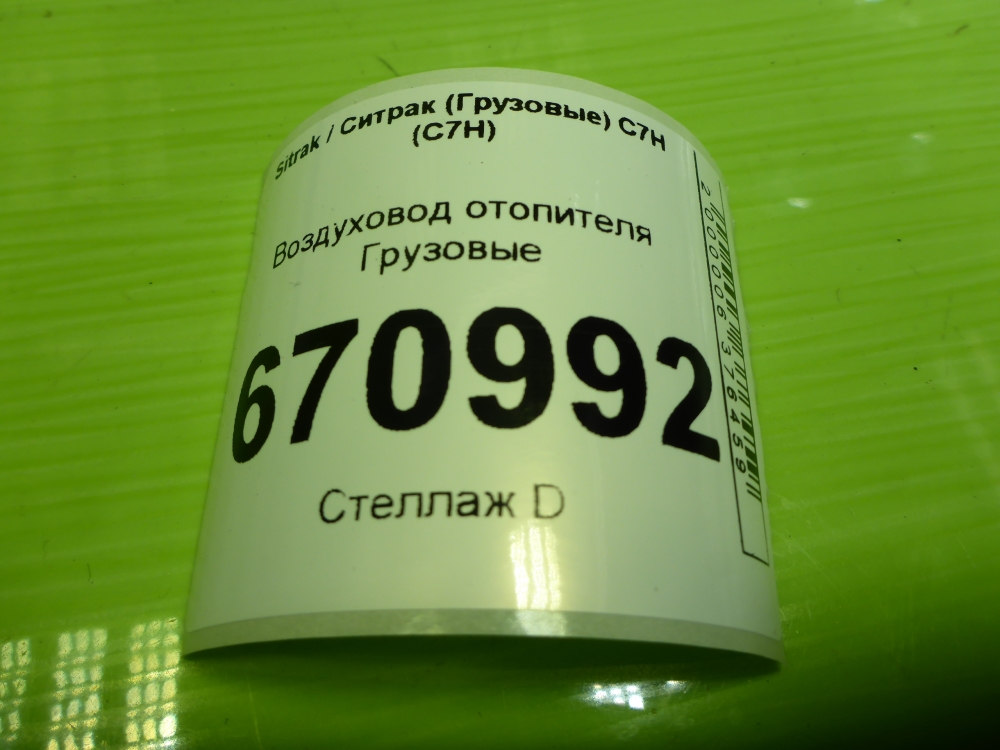 Sitrak / Ситрак (Грузовые) C7H
(C7H)
Воздуховод отопителя
Грузовые
670992
Стеллаж D
2000006376459